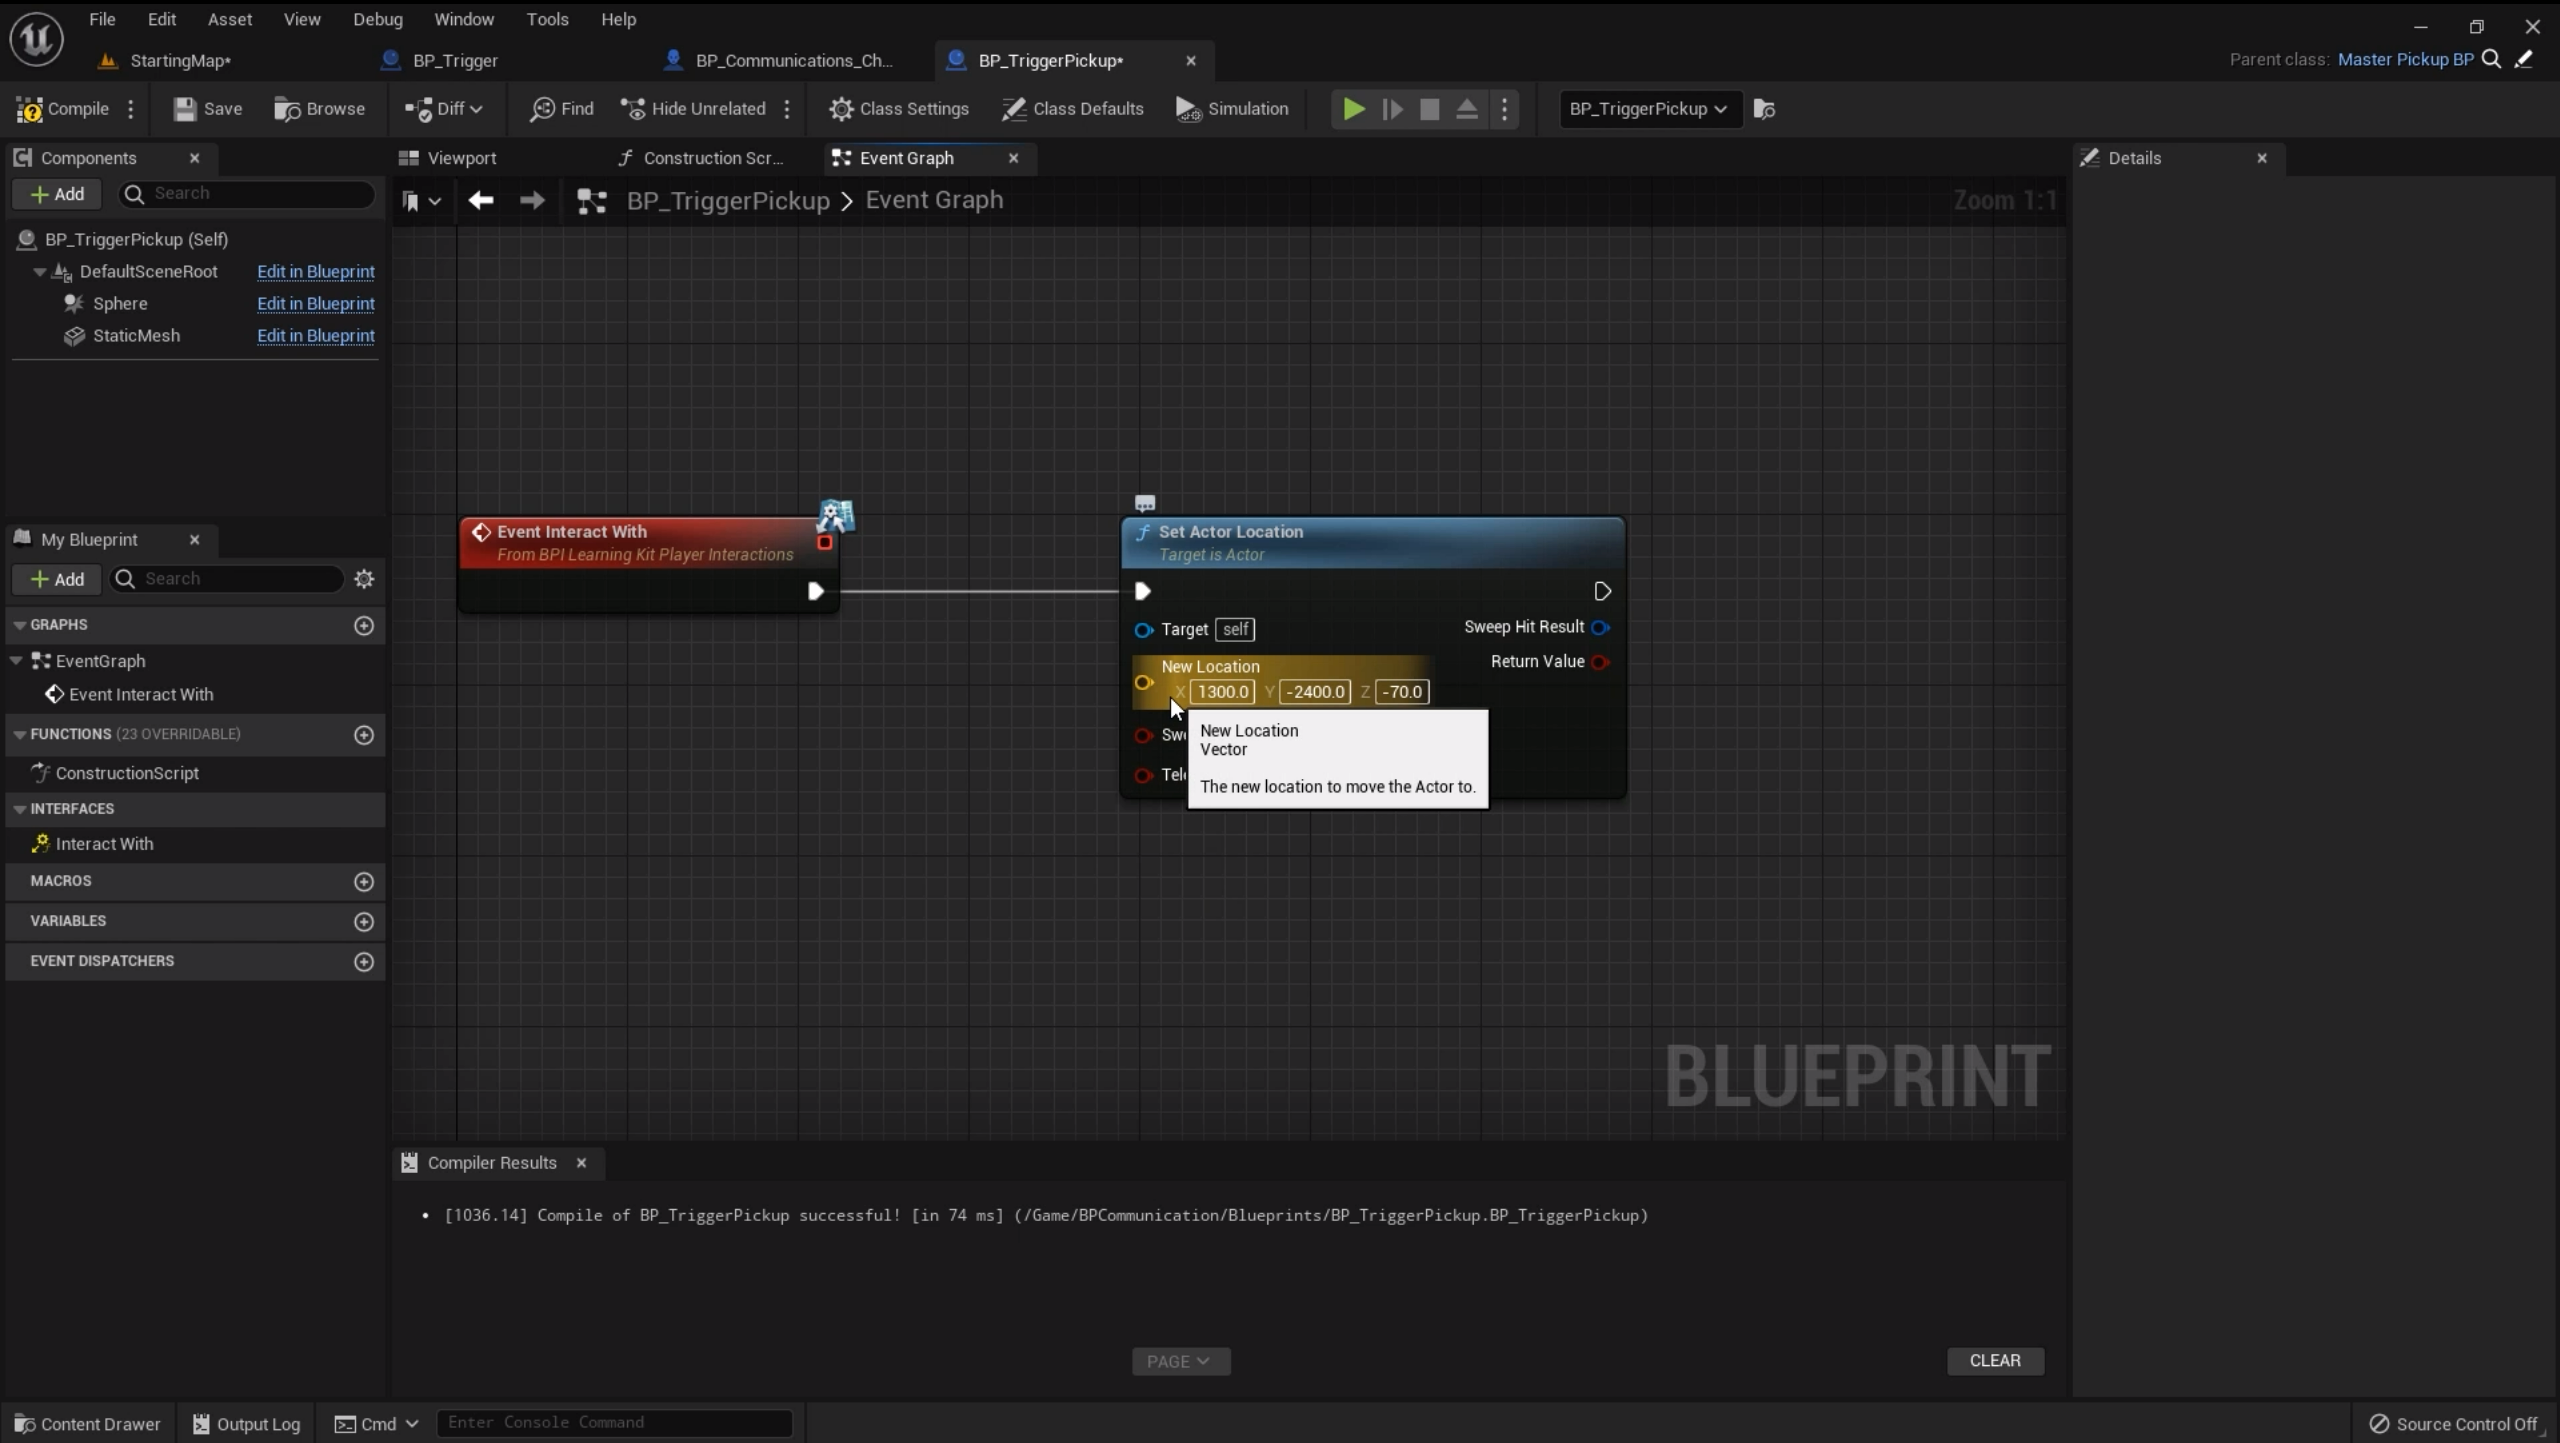 File Edit Asset View Debug Window Tools Help
StartingMap* BP_Trigger BP_Communications_Ch... BP_TriggerPickup*
Parent class: Master Pickup BP
Compile Save Browse Diff Find Hide Unrelated Class Settings Class Defaults Simulation BP_TriggerPickup
Components
Add Search
BP_TriggerPickup (Self)
DefaultSceneRoot Edit in Blueprint
Sphere Edit in Blueprint
StaticMesh Edit in Blueprint
My Blueprint
Add Search
GRAPHS
EventGraph
Event Interact With
FUNCTIONS (23 OVERRIDABLE)
ConstructionScript
INTERFACES
Interact With
MACROS
VARIABLES
EVENT DISPATCHERS
Viewport Construction Scr... Event Graph
BP_TriggerPickup > Event Graph
Zoom 1:1
Event Interact With
From BPI Learning Kit Player Interactions
Set Actor Location
Target is Actor
Target self Sweep Hit Result
New Location Return Value
X 1300.0 Y -2400.0 Z -70.0
Swe
Tele
New Location
Vector
The new location to move the Actor to.
BLUEPRINT
Details
Compiler Results
• [1036.14] Compile of BP_TriggerPickup successful! [in 74 ms] (/Game/BPCommunication/Blueprints/BP_TriggerPickup.BP_TriggerPickup)
PAGE
CLEAR
Content Drawer Output Log Cmd Enter Console Command Source Control Off